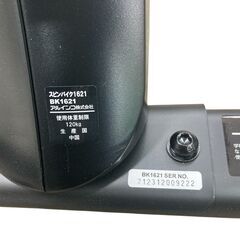 スピンバイク1621
BK1621
アルインコ株式会社
使用体重制限
120kg
生産国
中国
BK1621 SER.NO.
212312009222